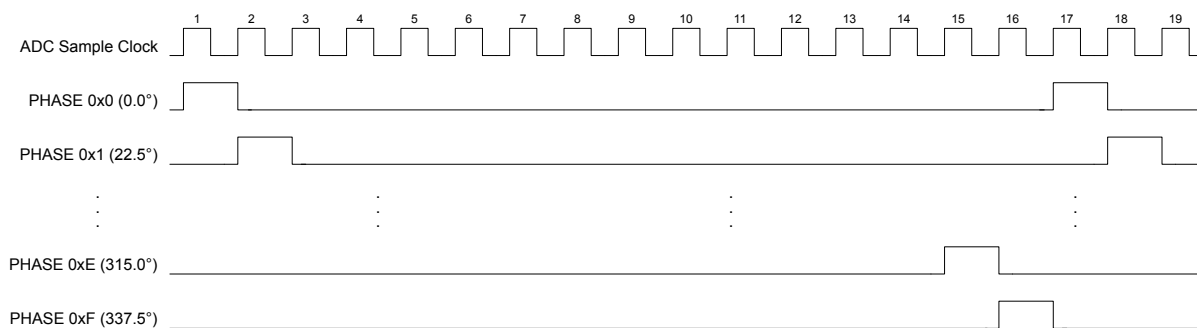 1 2 3 4 5 6 7 8 9 10 11 12 13 14 15 16 17 18 19
ADC Sample Clock
PHASE 0x0 (0.0°)
PHASE 0x1 (22.5°)
PHASE 0xE (315.0°)
PHASE 0xF (337.5°)